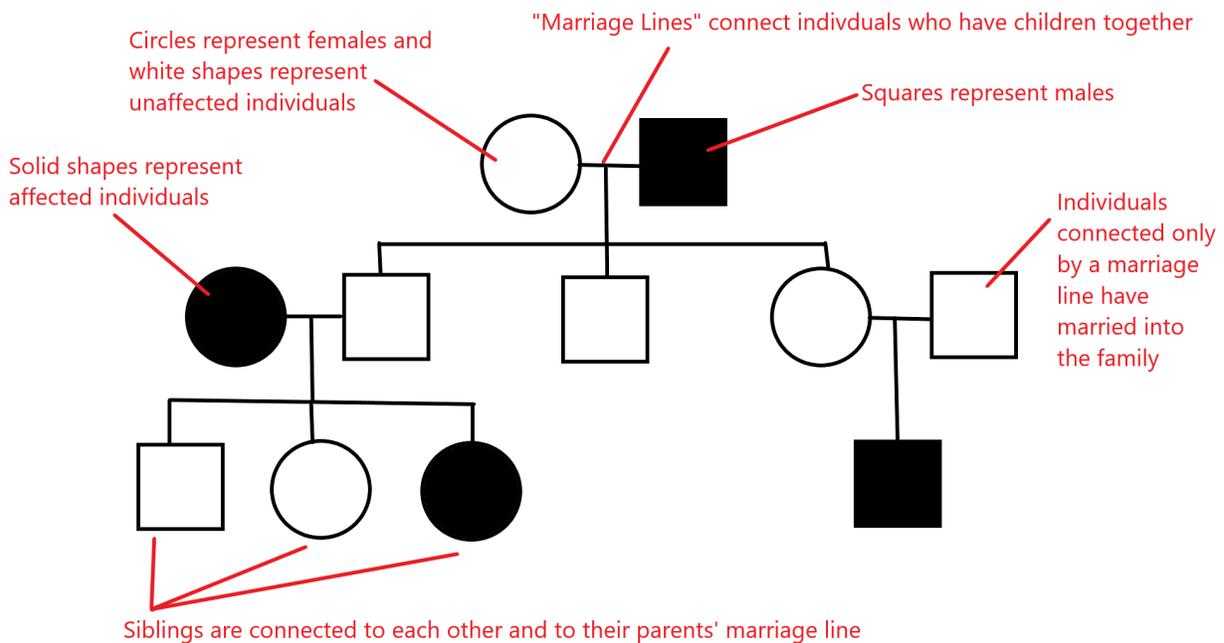 "Marriage Lines" connect indivduals who have children together
Circles represent females and
white shapes represent
unaffected individuals
Squares represent males
Solid shapes represent
affected individuals
Individuals
connected only
by a marriage
line have
married into
the family
Siblings are connected to each other and to their parents' marriage line